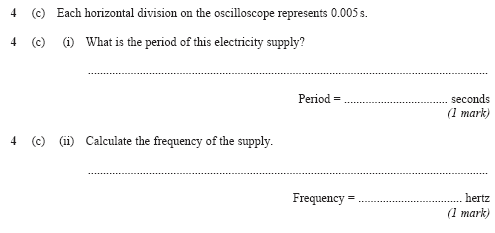 4 (c) Each horizontal division on the oscilloscope represents 0.005 s.
4 (c) (i) What is the period of this electricity supply?
....................................................................................................................................
Period = .................................. seconds
(1 mark)
4 (c) (ii) Calculate the frequency of the supply.
....................................................................................................................................
Frequency = .................................. hertz
(1 mark)